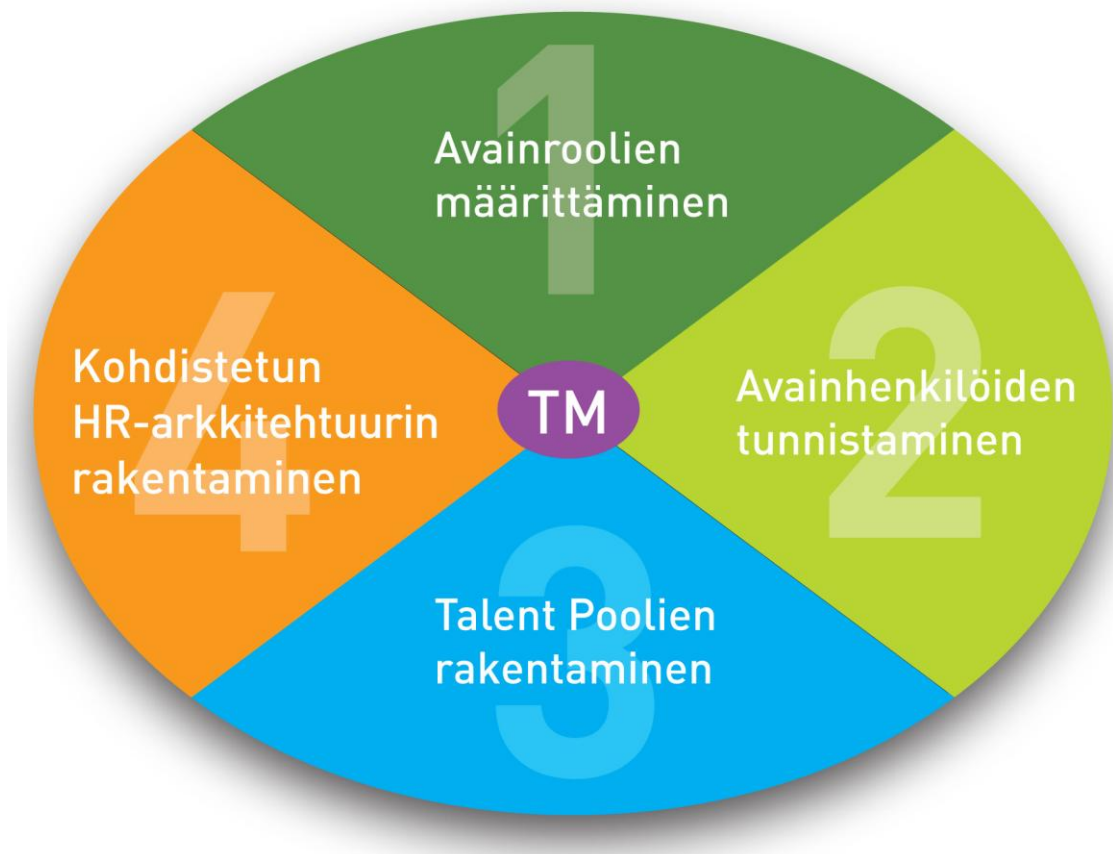 1
Avainroolien
määrittäminen
2
Avainhenkilöiden
tunnistaminen
3
Talent Poolien
rakentaminen
4
Kohdistetun
HR-arkkitehtuurin
rakentaminen
TM